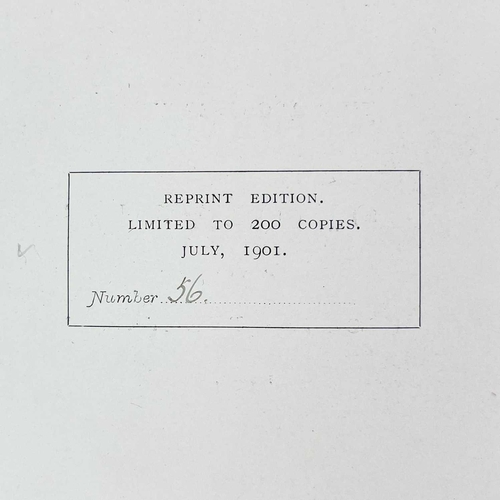 REPRINT EDITION.
LIMITED TO 200 COPIES.
JULY, 1901.
Number 56.